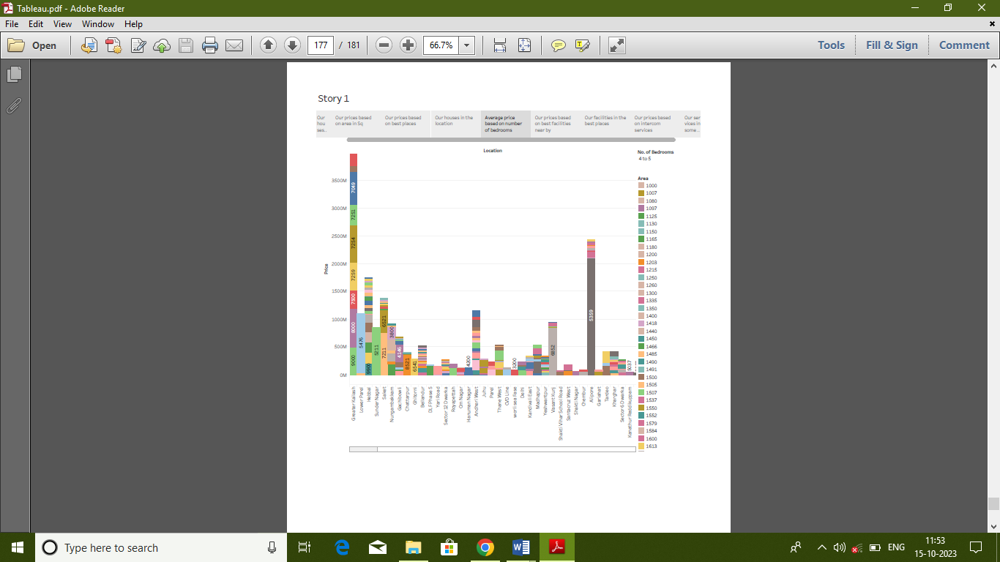 Tableau.pdf - Adobe Reader
File Edit View Window Help
Open 177 / 181 66.7% Tools Fill & Sign Comment
Story 1
Our hou ses..
Our prices based on area in Sq
Our prices based on best places
Our houses in the location
Average price based on number of bedrooms
Our prices based on best facilities near by
Our facilities in the best places
Our prices based on intercom services
Our ser vices in some ..
Location
No. of Bedrooms
4 to 5
Area
1000
1007
1080
1097
1125
1130
1150
1165
1180
1200
1203
1215
1250
1260
1300
1335
1350
1400
1418
1440
1450
1466
1485
1490
1491
1500
1505
1507
1537
1550
1552
1579
1584
1600
1613
Price
3500M
3000M
2500M
2000M
1500M
1000M
500M
0M
7049
7251
7254
7259
7500
8000
9000
5476
9900
5211
6521
7211
3800
4145
6521
6541
4200
3200
6852
5359
5037
Greater Kailash
Lower Parel
Hebbal
Sunder Nagar
Saket
Nungambakkam
Gachibowli
Chattarpur
Ghitorni
Bellandur
DLF Phase 5
Yari Road
Sector 12 Dwarka
Royapettah
Om Nagar
Hanuman Nagar
Andheri West
Juhu
Parel
Thane West
CVD Line
worli sea Fase
Delhi
Kandivali East
Madhapur
Yeshwantpur
Vasant Kunj
Shakti Vihar School Road
Santacruz West
Shakti Nagar
Chembur
Alipore
Gariahat
Tardeo
Kharghar
Sector 6 Dwarka
Kanathur Reddikuppam
Type here to search
ENG
11:53
15-10-2023